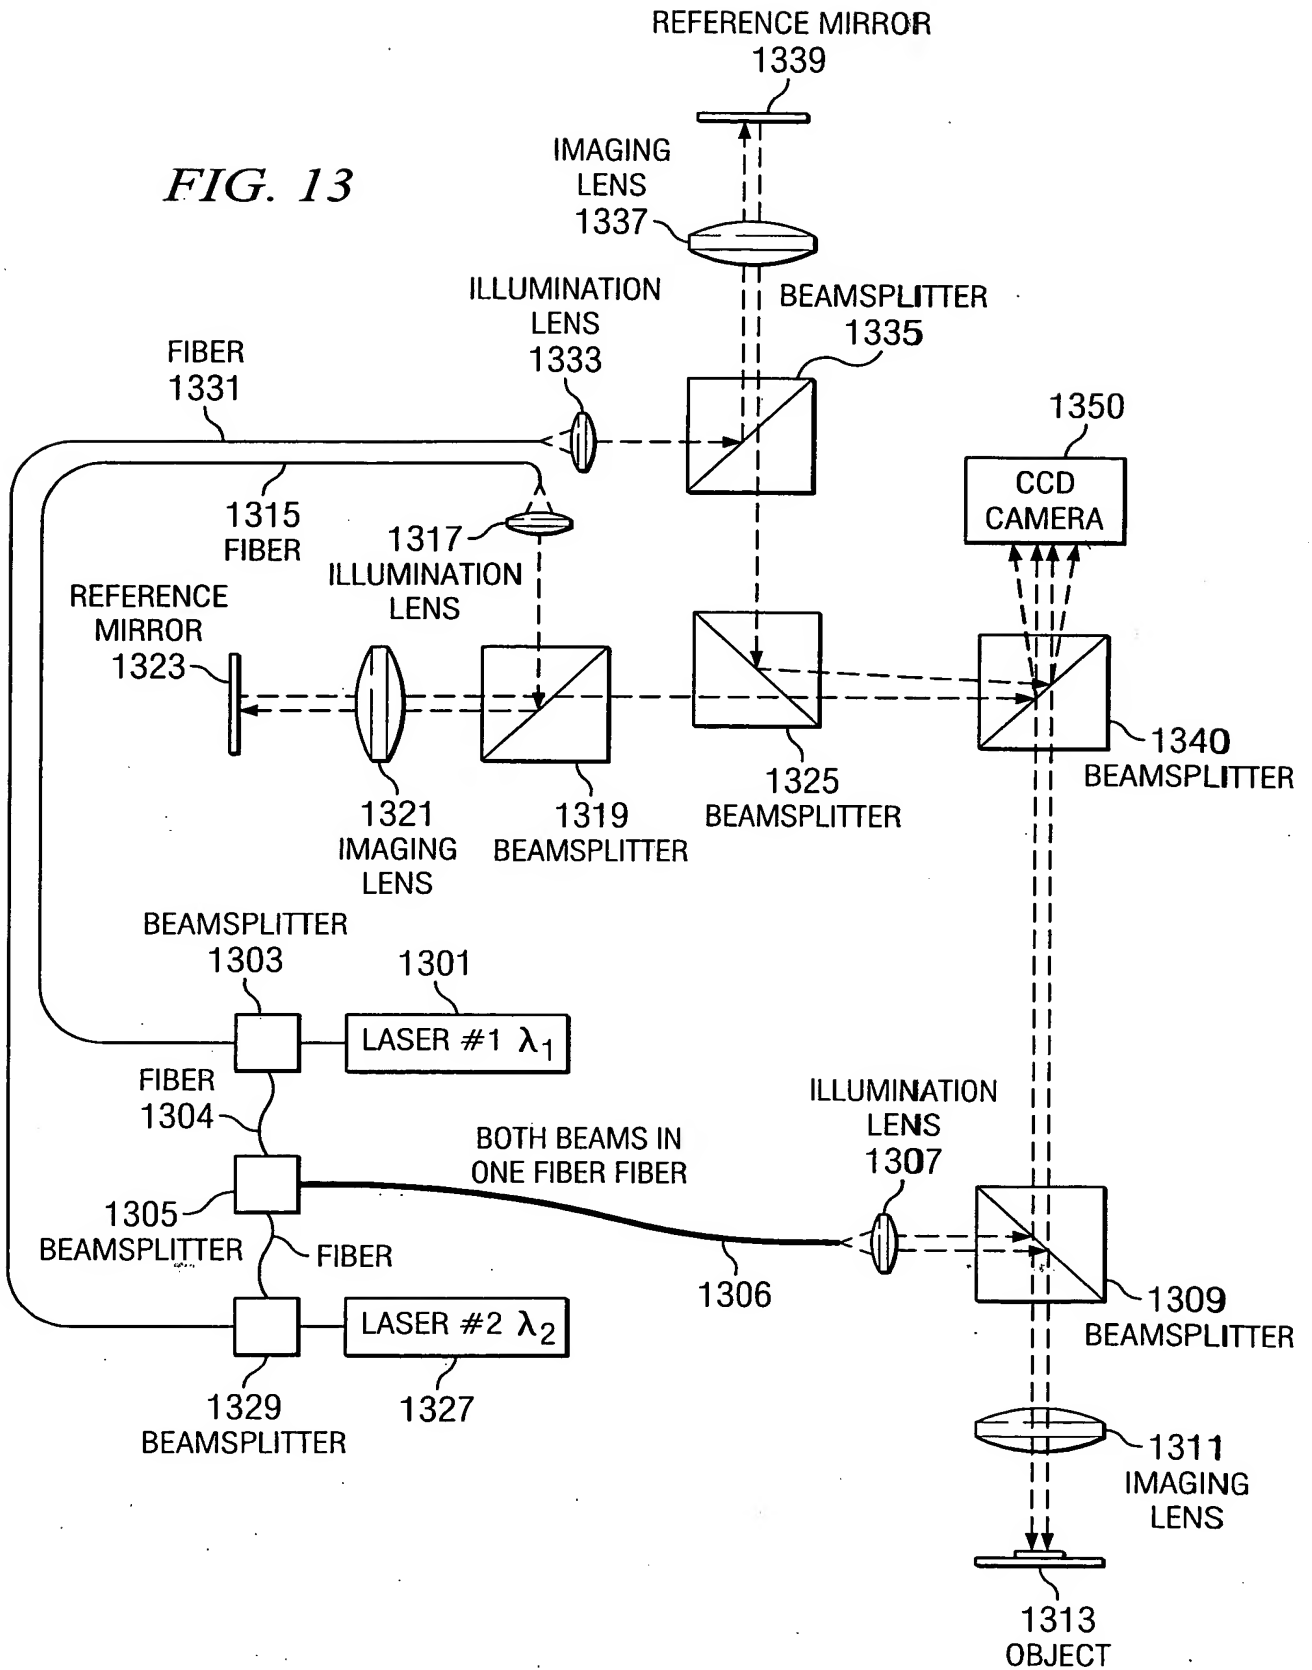 REFERENCE MIRROR
1339
FIG. 13
IMAGING
LENS
1337
ILLUMINATION
LENS
1333
BEAMSPLITTER
1335
FIBER
1331
1350
CCD
CAMERA
1315
FIBER
1317
ILLUMINATION
LENS
REFERENCE
MIRROR
1323
1340
BEAMSPLITTER
1325
BEAMSPLITTER
1321
IMAGING
LENS
1319
BEAMSPLITTER
BEAMSPLITTER
1303
1301
LASER #1 λ1
FIBER
1304
ILLUMINATION
LENS
1307
BOTH BEAMS IN
ONE FIBER FIBER
1305
BEAMSPLITTER
FIBER
1306
1309
BEAMSPLITTER
LASER #2 λ2
1329
BEAMSPLITTER
1327
1311
IMAGING
LENS
1313
OBJECT